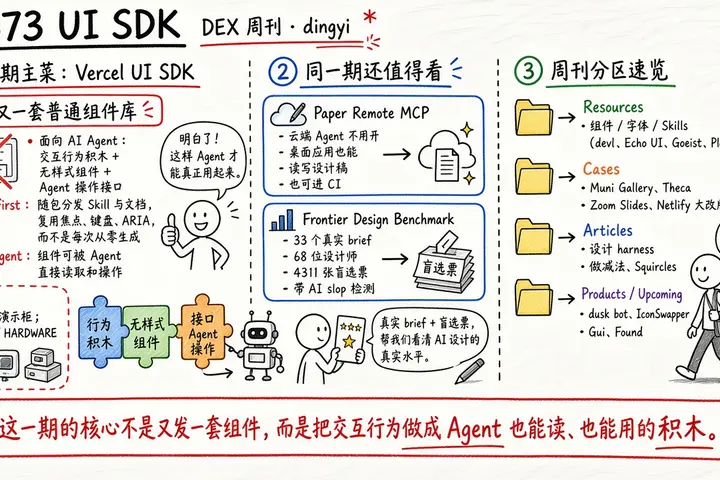 73 UI SDK
DEX 周刊 · dingyi
期主菜：Vercel UI SDK
又一套普通组件库
• 面向 AI Agent：
交互行为积木 +
无样式组件 +
Agent 操作接口
first：随包分发 Skill 与文档，
复用焦点、键盘、ARIA，
而不是每次从零生成
gent：组件可被 Agent
直接读取和操作
明白了！
这样 Agent 才
能真正用起来。
演示柜；
HARDWARE
行为
积木
无样式
组件
接口
Agent
操作
② 同一期还值得看
Paper Remote MCP
- 云端 Agent 不用开
- 桌面应用也能
- 读写设计稿
- 也可进 CI
Frontier Design Benchmark
- 33 个真实 brief
- 68 位设计师
- 4311 张盲选票
- 带 AI slop 检测
盲选票
真实 brief + 盲选票，
帮我们看清 AI 设计的
真实水平。
③ 周刊分区速览
Resources
• 组件 / 字体 / Skills
(devl、Echo UI、Goeist、Pl
Cases
• Muni Gallery、Theca
• Zoom Slides、Netlify 大改版
Articles
• 设计 harness
• 做减法、Squircles
Products / Upcoming
• dusk bot、IconSwapper
• Gui、Found
这一期的核心不是又发一套组件，而是把交互行为做成 Agent 也能读、也能用的积木。